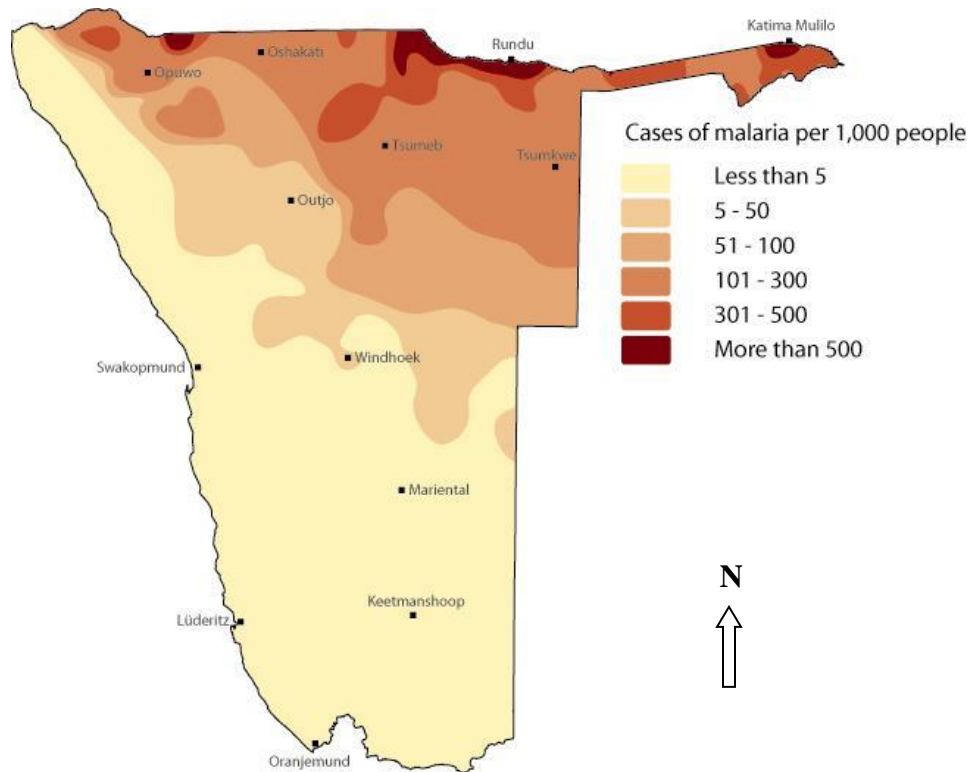 Katima Mulilo
Rundu
Oshakati
Opuwo
Tsumeb
Tsumkwe
Outjo
Windhoek
Swakopmund
Mariental
Keetmanshoop
Lüderitz
Oranjemund
Cases of malaria per 1,000 people
Less than 5
5 - 50
51 - 100
101 - 300
301 - 500
More than 500
N